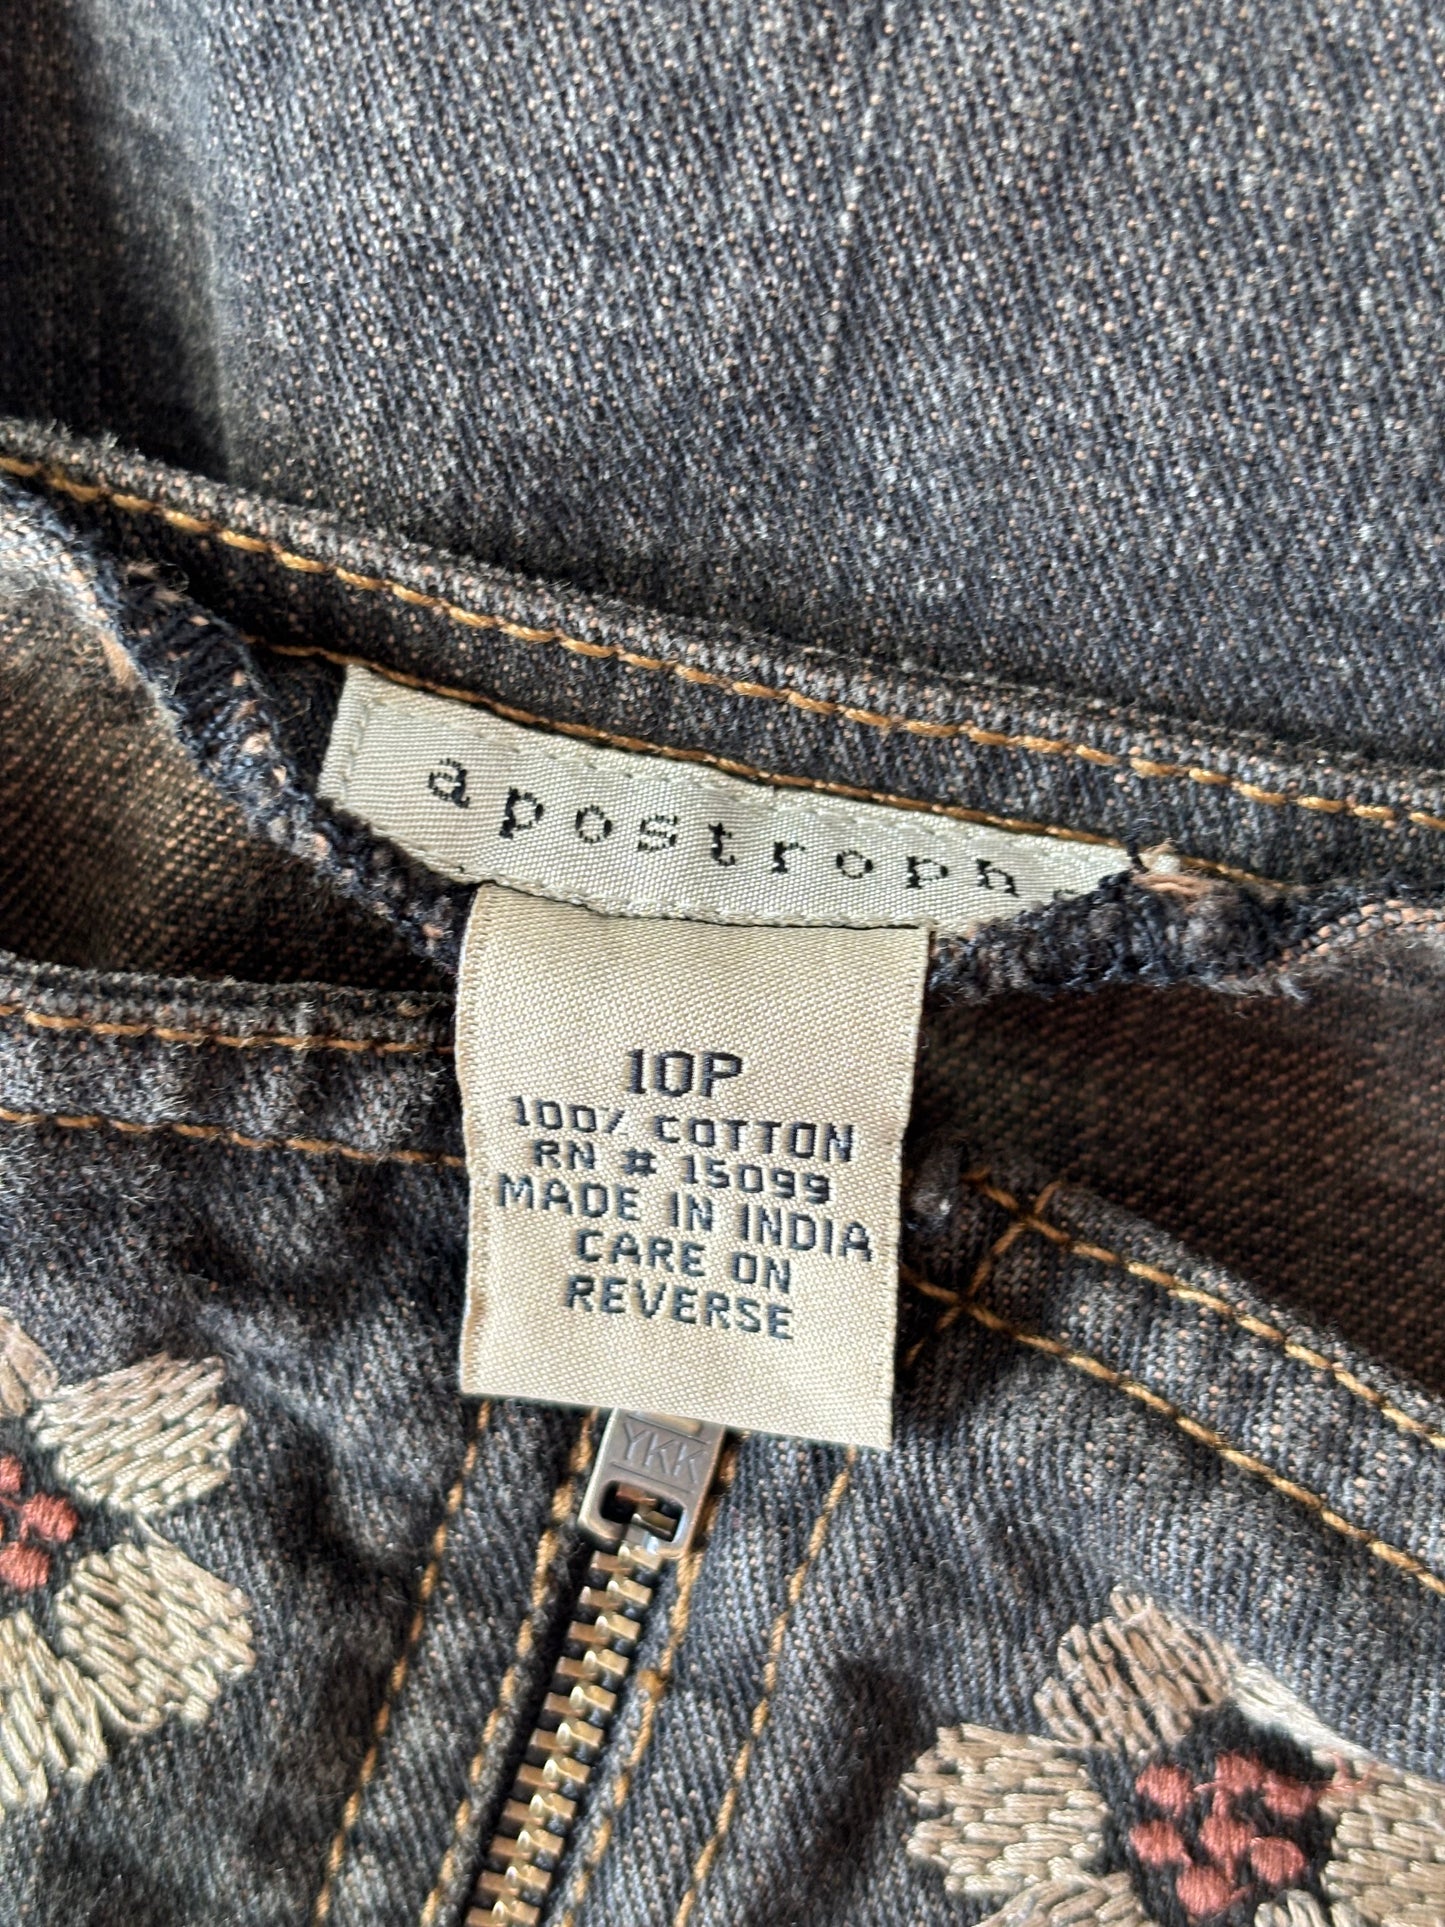 apostroph
10P
100% COTTON
RN # 15099
MADE IN INDIA
CARE ON
REVERSE
YKK